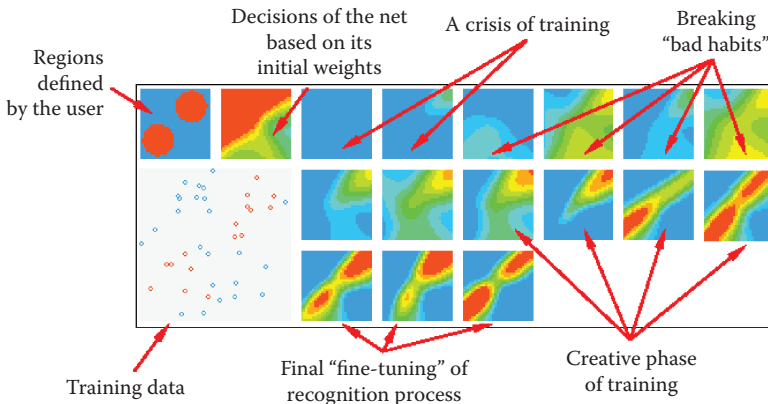 Regions
defined
by the user
Decisions of the net
based on its
initial weights
A crisis of training
Breaking
“bad habits”
Training data
Final “fine-tuning” of
recognition process
Creative phase
of training